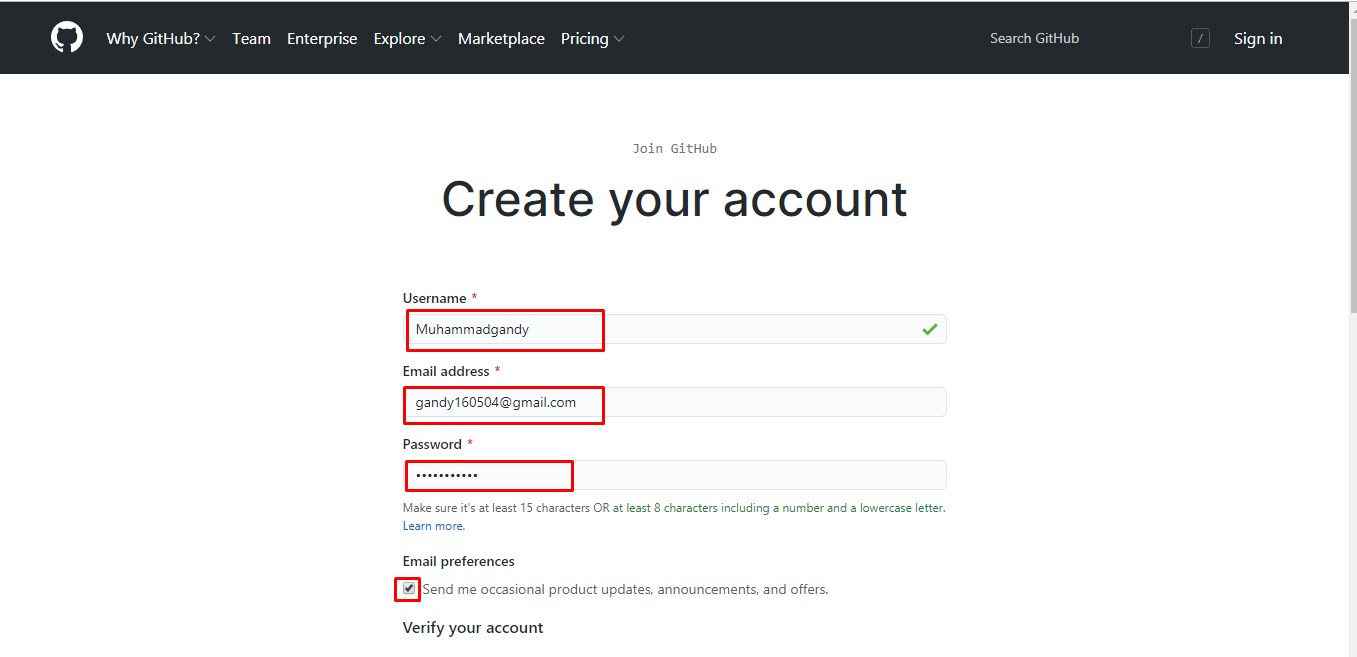 Why GitHub? Team Enterprise Explore Marketplace Pricing Search GitHub / Sign in
Join GitHub
Create your account
Username *
Muhammadgandy
Email address *
gandy160504@gmail.com
Password *
•••••••••••
Make sure it's at least 15 characters OR at least 8 characters including a number and a lowercase letter.
Learn more.
Email preferences
Send me occasional product updates, announcements, and offers.
Verify your account